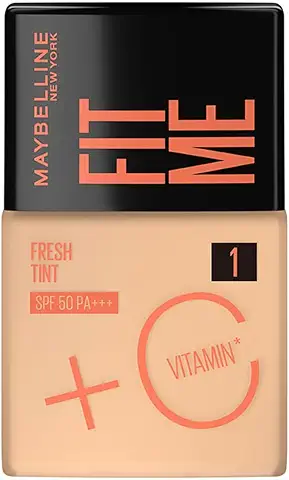 MAYBELLINE
NEW YORK
FIT
ME
FRESH
TINT
1
SPF 50 PA+++
+ C
VITAMIN*